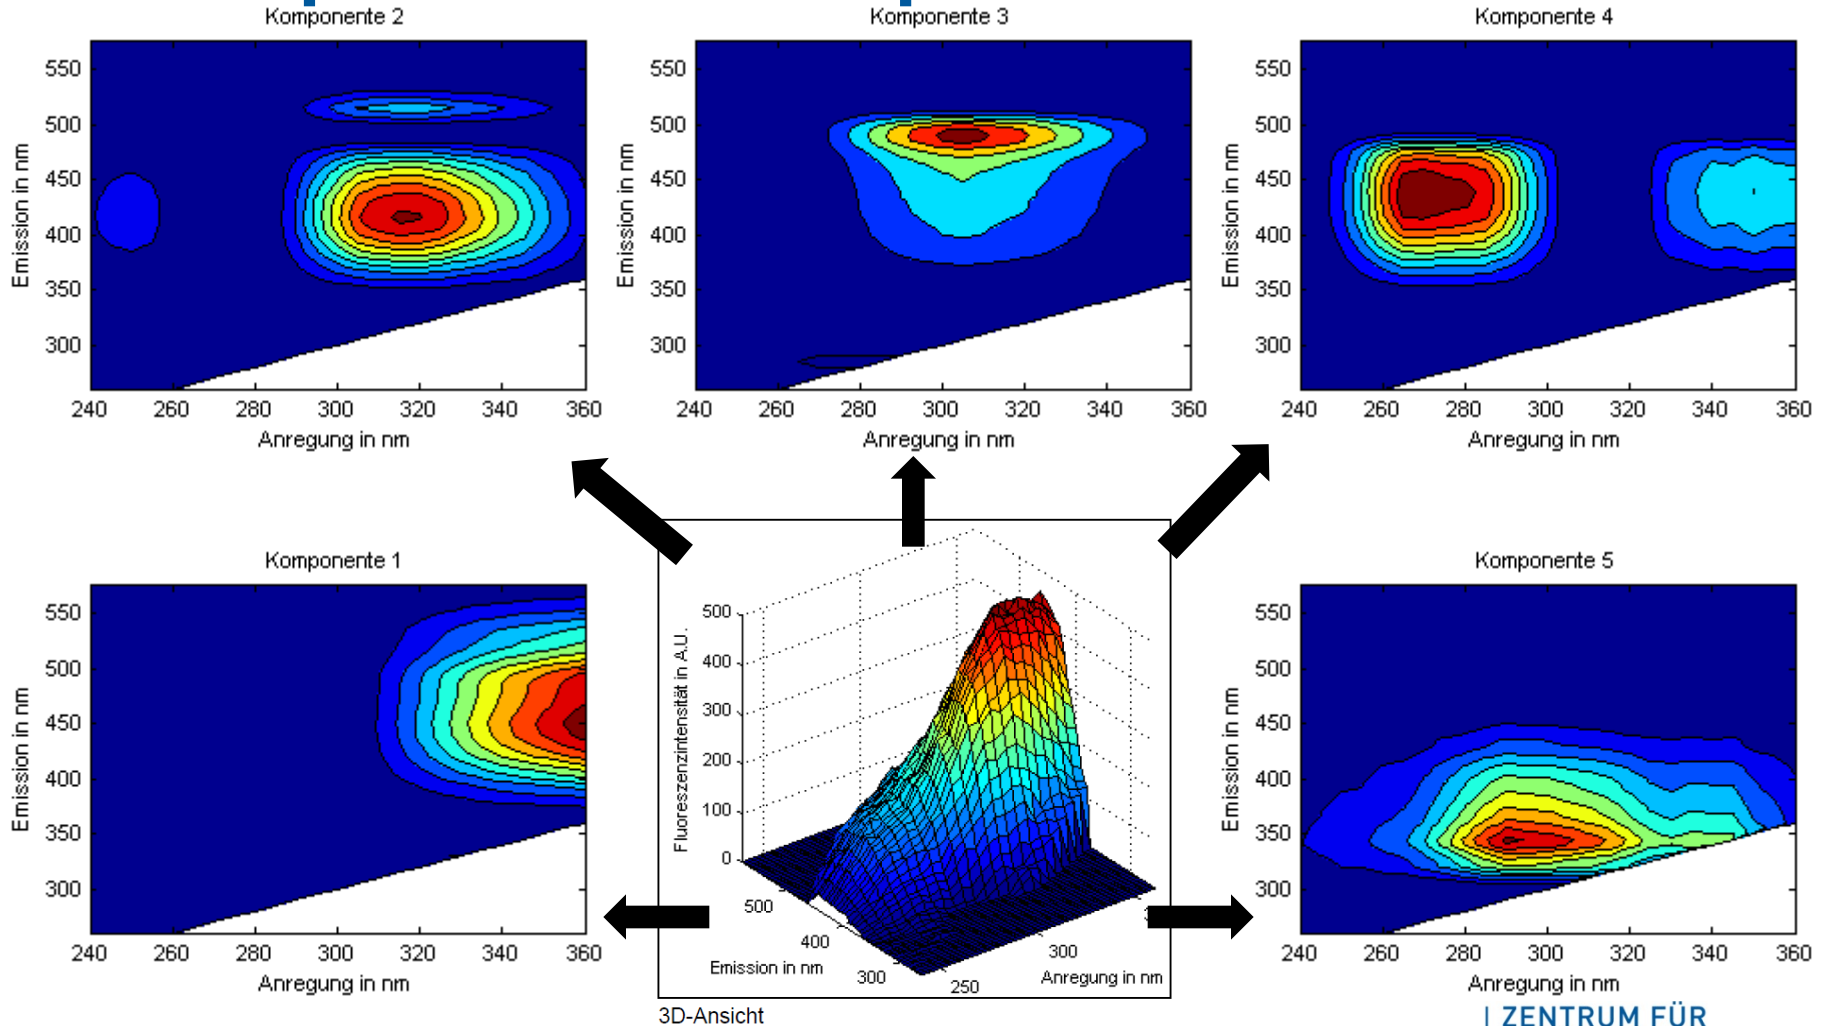 Komponente 2
550
500
450
400
350
300
Emission in nm
240 260 280 300 320 340 360
Anregung in nm
Komponente 3
550
500
450
400
350
300
Emission in nm
240 260 280 300 320 340 360
Anregung in nm
Komponente 4
550
500
450
400
350
300
Emission in nm
240 260 280 300 320 340 360
Anregung in nm
Komponente 1
550
500
450
400
350
300
Emission in nm
240 260 280 300 320 340 360
Anregung in nm
500
400
300
200
100
0
Fluoreszenzintensität in A.U.
500
400
300
Emission in nm
250
300
Anregung in nm
3D-Ansicht
Komponente 5
550
500
450
400
350
300
Emission in nm
240 260 280 300 320 340 360
Anregung in nm
| ZENTRUM FÜR